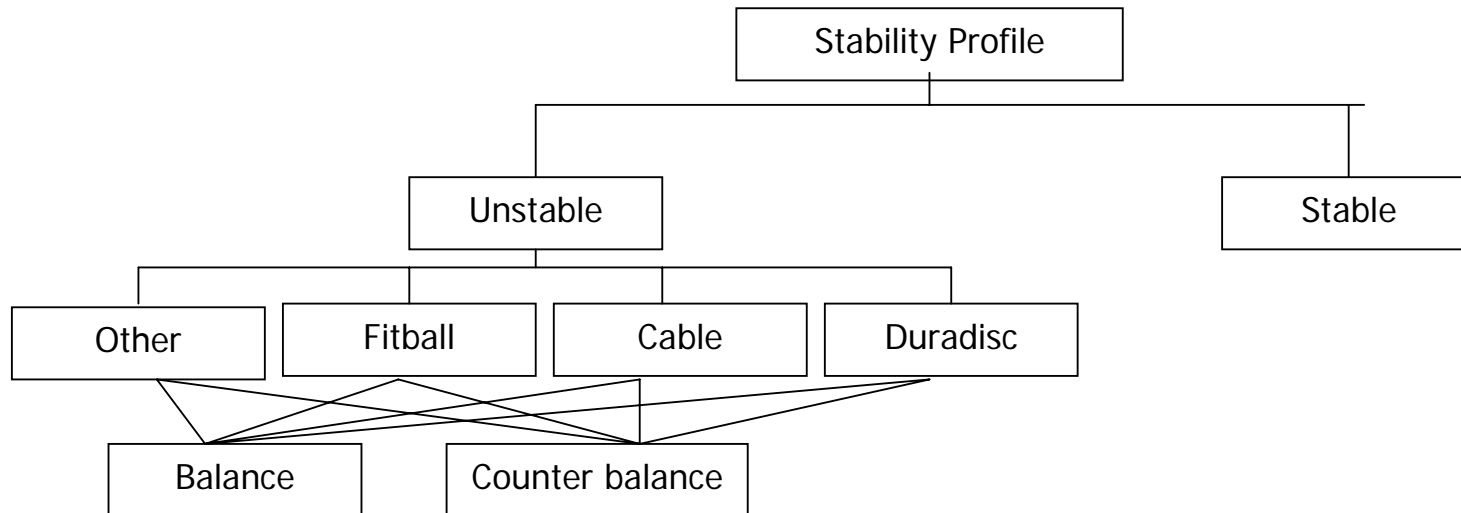 Stability Profile
Unstable
Stable
Other
Fitball
Cable
Duradisc
Balance
Counter balance